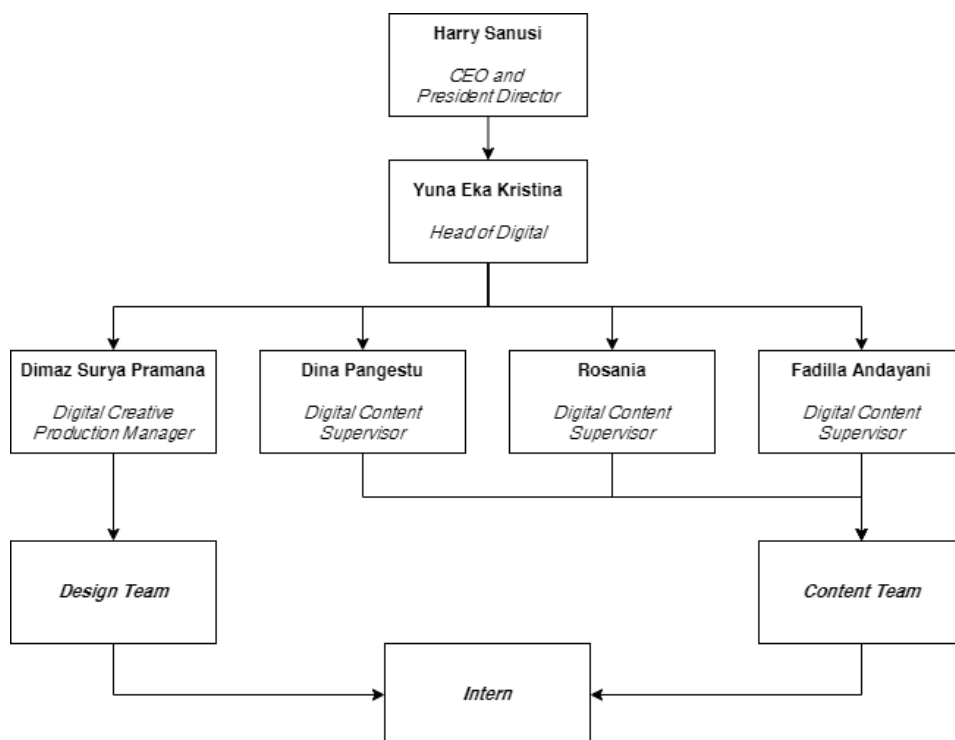 Harry Sanusi
CEO and
President Director
Yuna Eka Kristina
Head of Digital
Dimaz Surya Pramana
Digital Creative
Production Manager
Dina Pangestu
Digital Content
Supervisor
Rosania
Digital Content
Supervisor
Fadilla Andayani
Digital Content
Supervisor
Design Team
Content Team
Intern